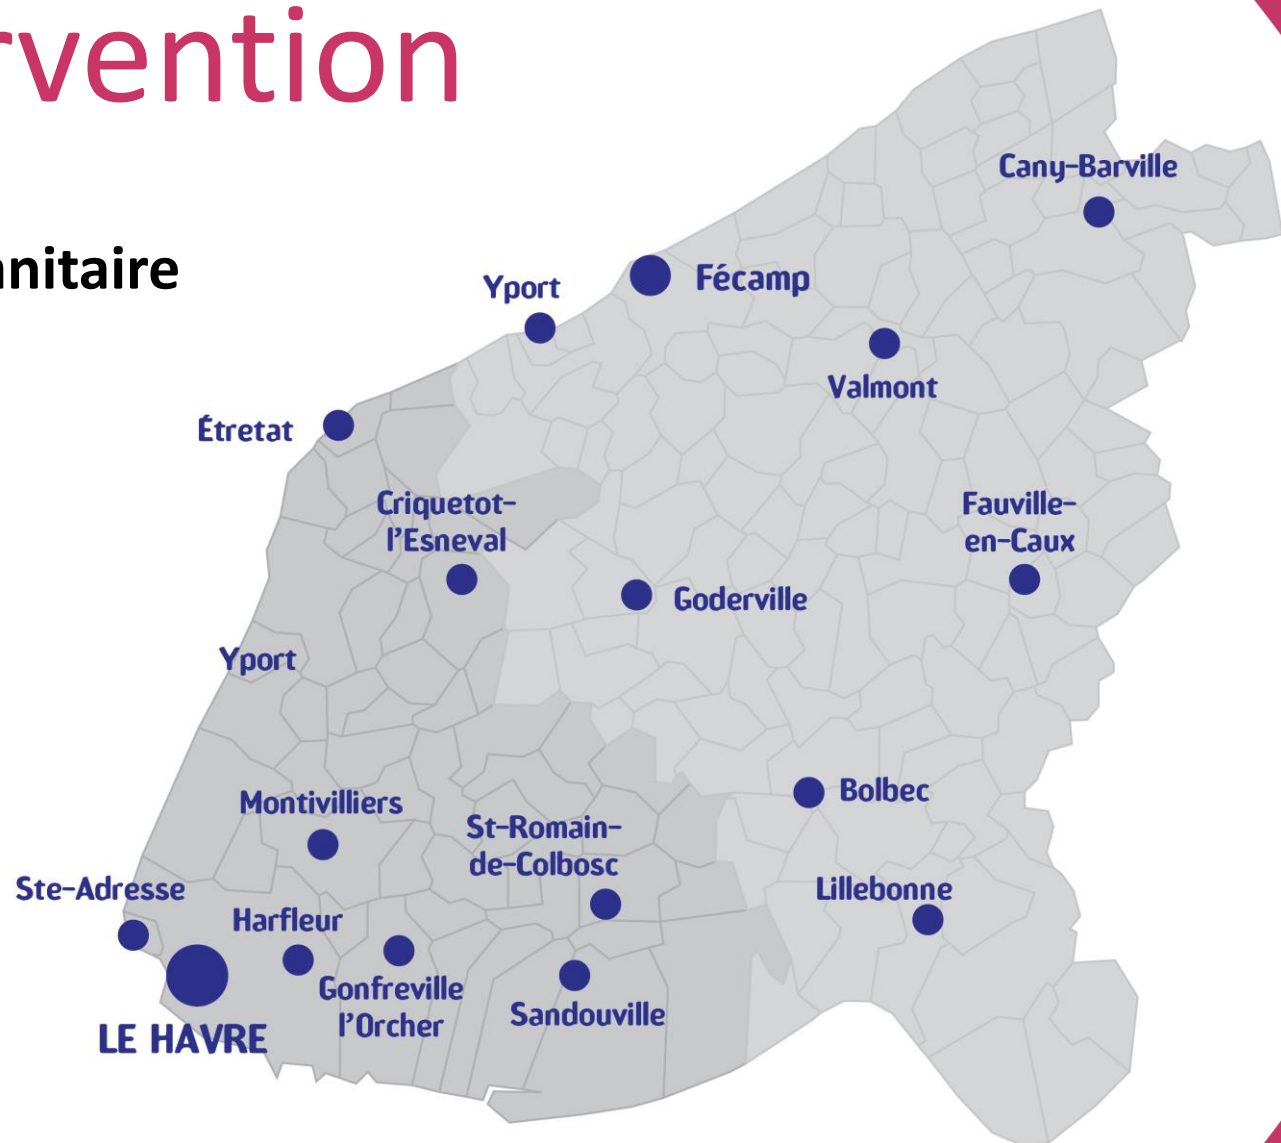 rvention
anitaire
Cany-Barville
Fécamp
Yport
Valmont
Étretat
Criquetot-
l'Esneval
Fauville-
en-Caux
Goderville
Yport
Bolbec
Montivilliers
St-Romain-
de-Colbosc
Ste-Adresse
Lillebonne
Harfleur
Gonfreville
l'Orcher
Sandouville
LE HAVRE